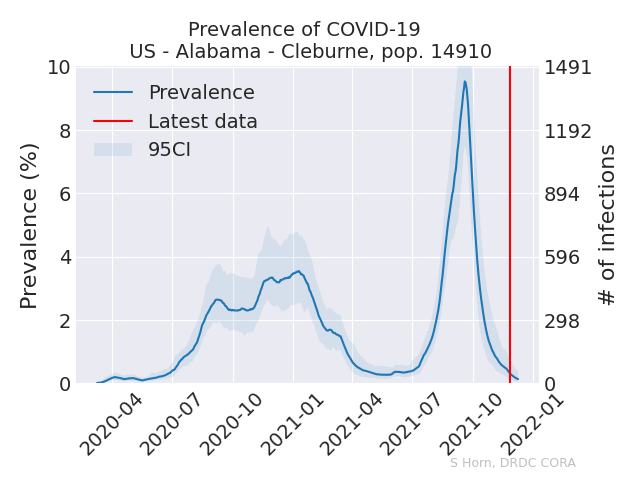 Prevalence of COVID-19
US - Alabama - Cleburne, pop. 14910
Prevalence
Latest data
95CI
Prevalence (%)
10
8
6
4
2
0
1491
1192
894
596
298
0
# of infections
2020-04
2020-07
2020-10
2021-01
2021-04
2021-07
2021-10
2022-01
S Horn, DRDC CORA